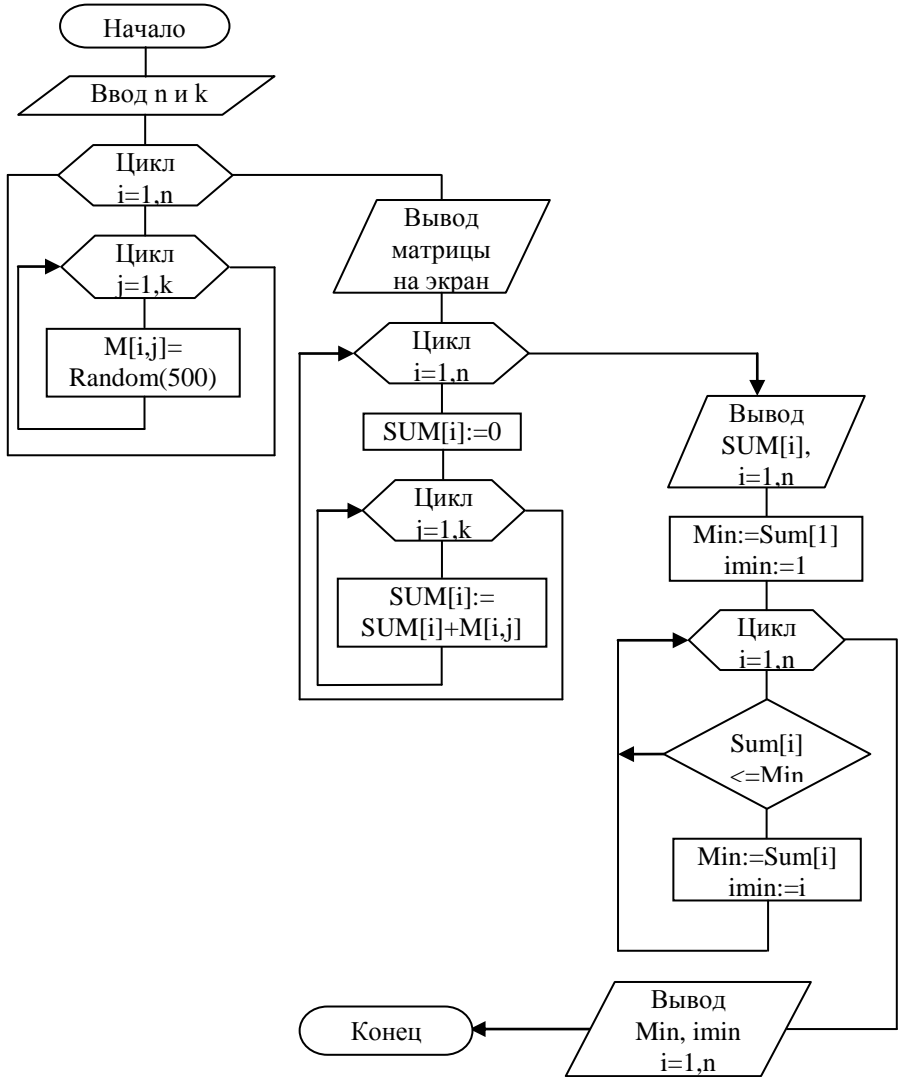 Начало
Ввод n и k
Цикл
i=1,n
Цикл
j=1,k
M[i,j]=
Random(500)
Вывод
матрицы
на экран
Цикл
i=1,n
SUM[i]:=0
Цикл
j=1,k
SUM[i]:=
SUM[i]+M[i,j]
Вывод
SUM[i],
i=1,n
Min:=Sum[1]
imin:=1
Цикл
i=1,n
Sum[i]
<=Min
Min:=Sum[i]
imin:=i
Вывод
Min, imin
i=1,n
Конец